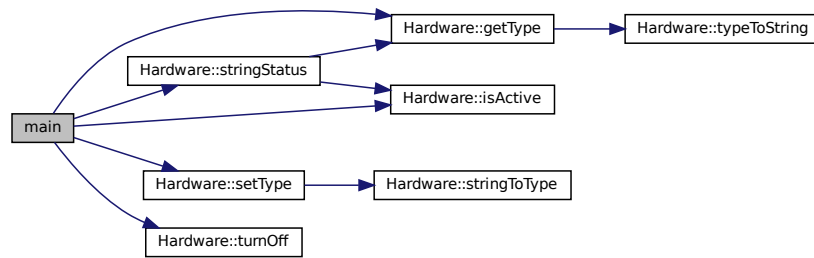 Hardware::getType
Hardware::typeToString
Hardware::stringStatus
Hardware::isActive
main
Hardware::setType
Hardware::stringToType
Hardware::turnOff